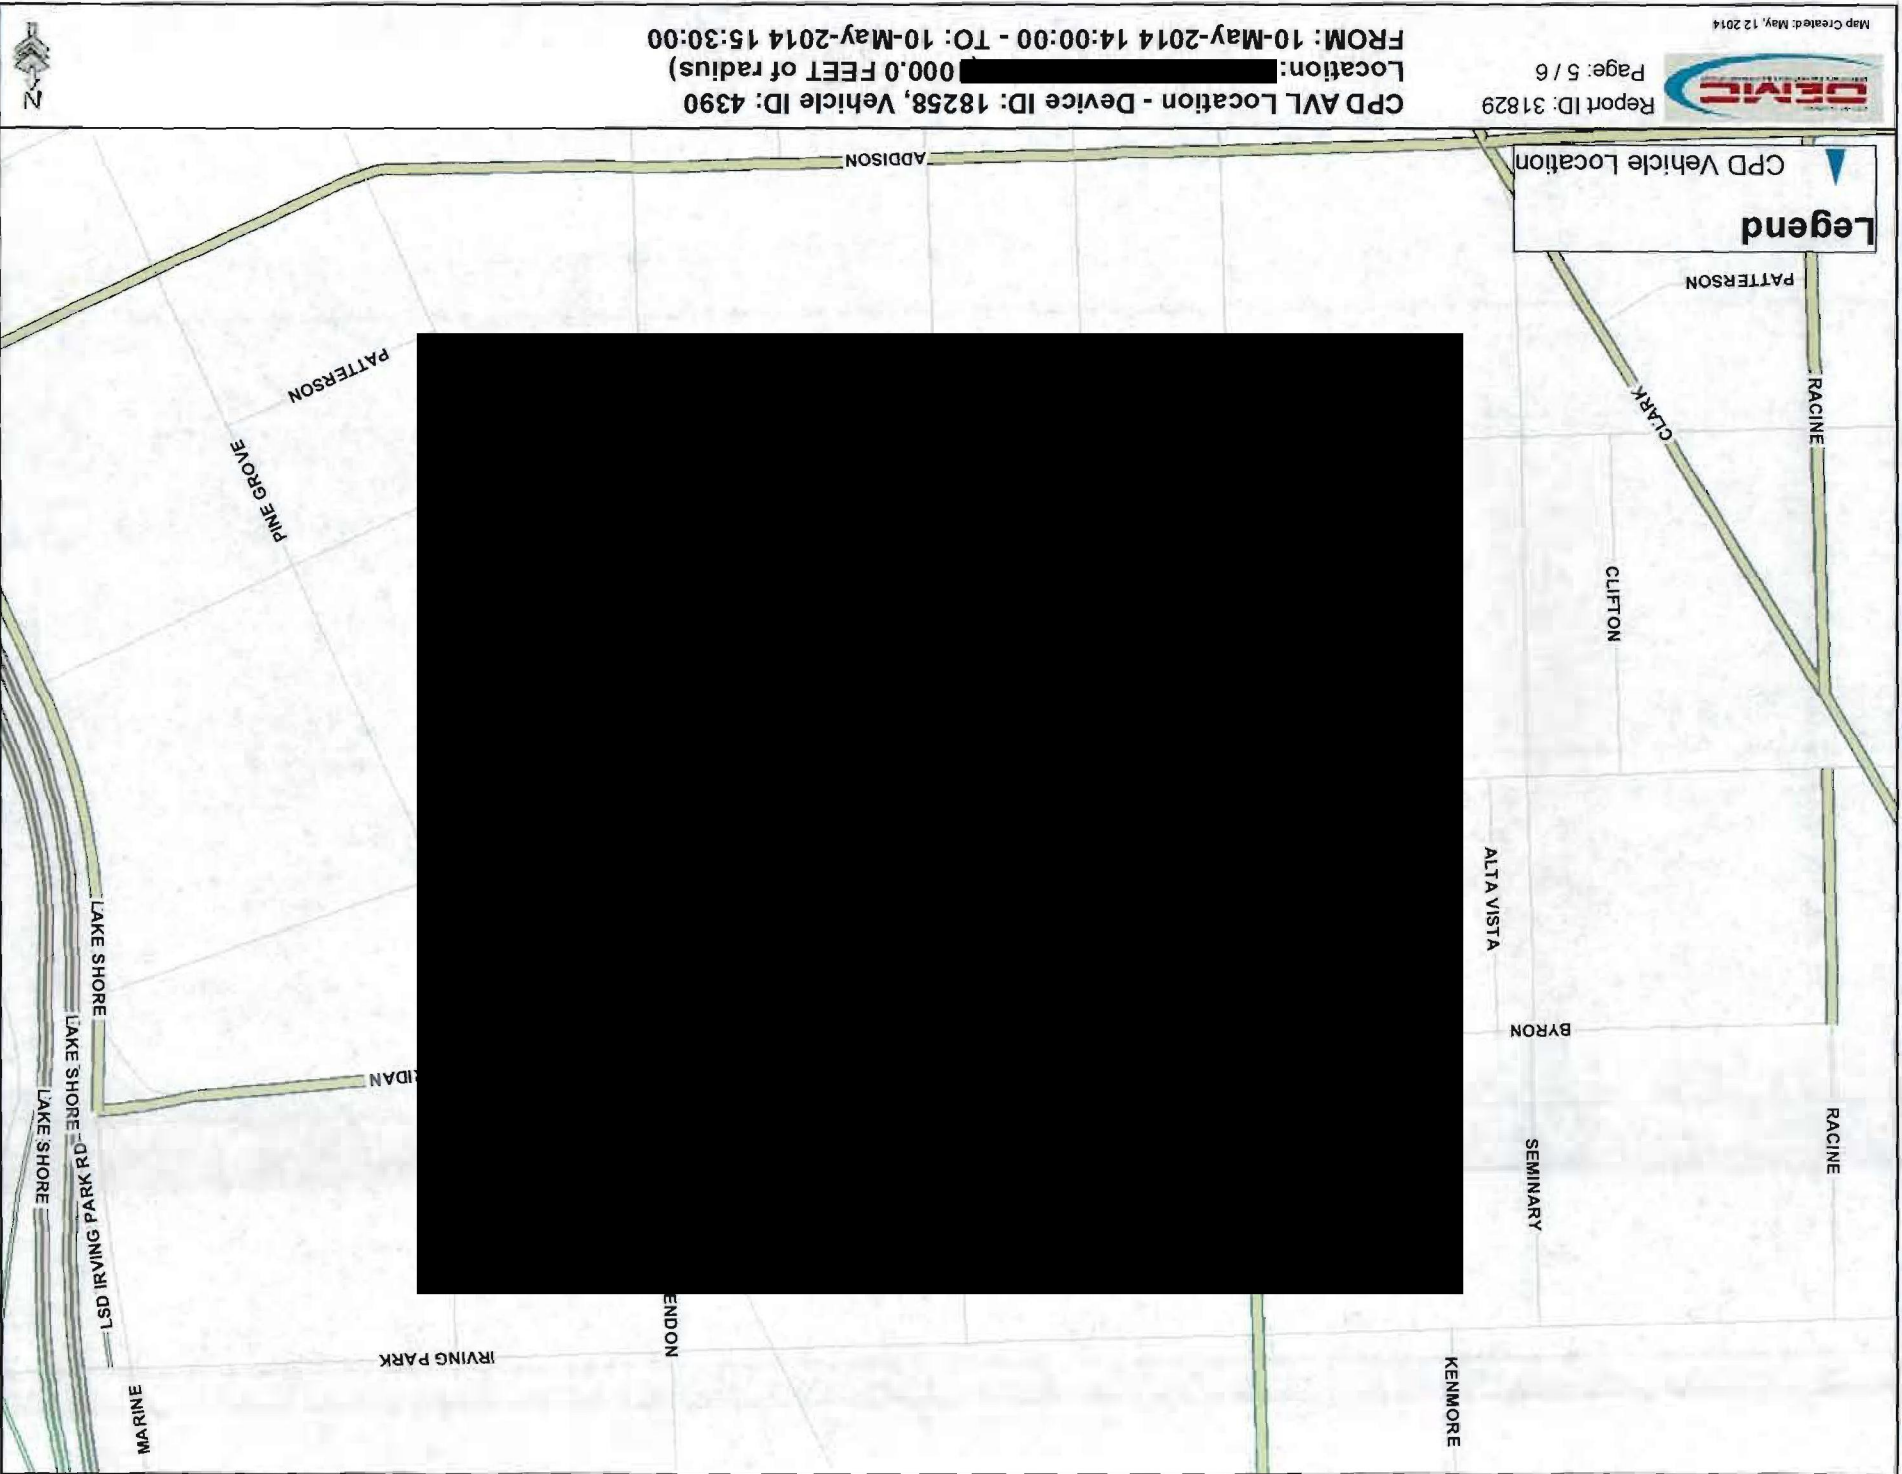 MARINE
KENMORE
IRVING PARK
ENDON
LSD IRVING PARK RD
LAKE SHORE
LAKE SHORE
LAKE SHORE
RACINE
SEMINARY
BYRON
IDAN
ALTA VISTA
CLIFTON
PINE GROVE
CLARK
RACINE
PATTERSON
PATTERSON
ADDISON
Legend
CPD Vehicle Location
OEMC
Report ID: 31829
Page: 5 / 6
Map Created: May, 12 2014
CPD AVL Location - Device ID: 18258, Vehicle ID: 4390
Location: 000.0 FEET of radius)
FROM: 10-May-2014 14:00:00 - TO: 10-May-2014 15:30:00
N